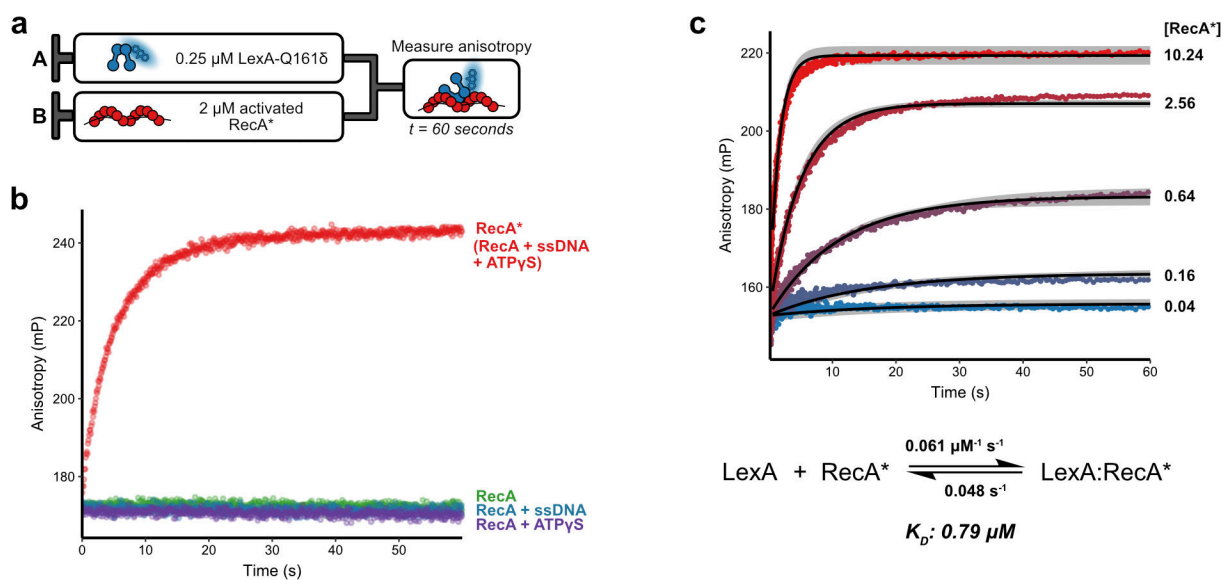 a
A
0.25 µM LexA-Q161δ
B
2 µM activated
RecA*
Measure anisotropy
t = 60 seconds
b
Anisotropy (mP)
240
220
200
180
0
10
20
30
40
50
Time (s)
RecA*
(RecA + ssDNA
+ ATPγS)
RecA
RecA + ssDNA
RecA + ATPγS
c
Anisotropy (mP)
220
200
180
160
0
10
20
30
40
50
60
Time (s)
[RecA*]
10.24
2.56
0.64
0.16
0.04
LexA + RecA*
0.061 µM⁻¹ s⁻¹
0.048 s⁻¹
LexA:RecA*
K_D: 0.79 µM